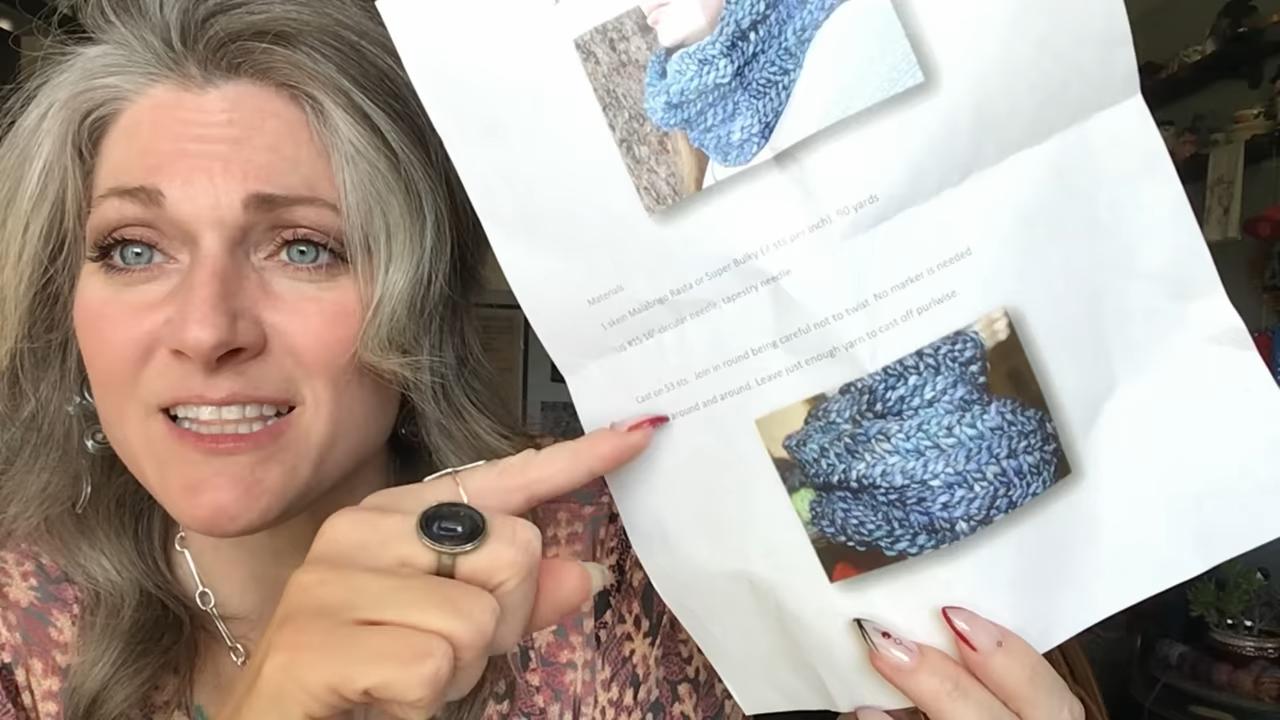 Materials
1 skein Malabrigo Rasta or Super Bulky (2 sts per inch). 90 yards
US #15 16" circular needle, tapestry needle
Cast on 53 sts. Join in round being careful not to twist. No marker is needed
around and around. Leave just enough yarn to cast off purlwise.